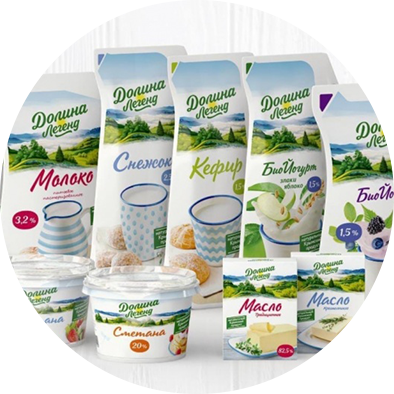 Долина
Легенд
Молоко
3,2%
Долина
Легенд
Снежок
Долина
Легенд
Кефир
Долина
Легенд
БиоЙогурт
злаки
яблоко
1,5%
Долина
Легенд
БиоЙо
1,5%
Долина
Легенд
Сметана
20%
Долина
Легенд
Масло
82,5%
Долина
Легенд
Масло